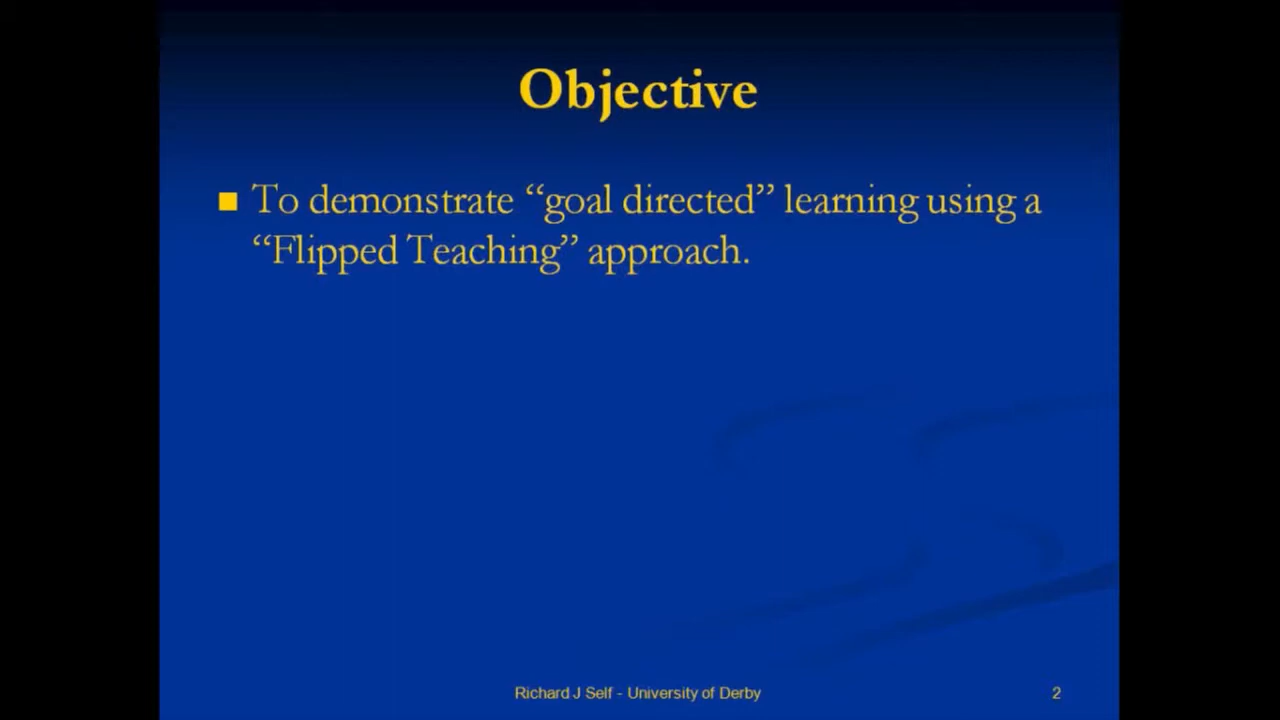 Objective
To demonstrate “goal directed” learning using a
“Flipped Teaching” approach.
Richard J Self - University of Derby
2